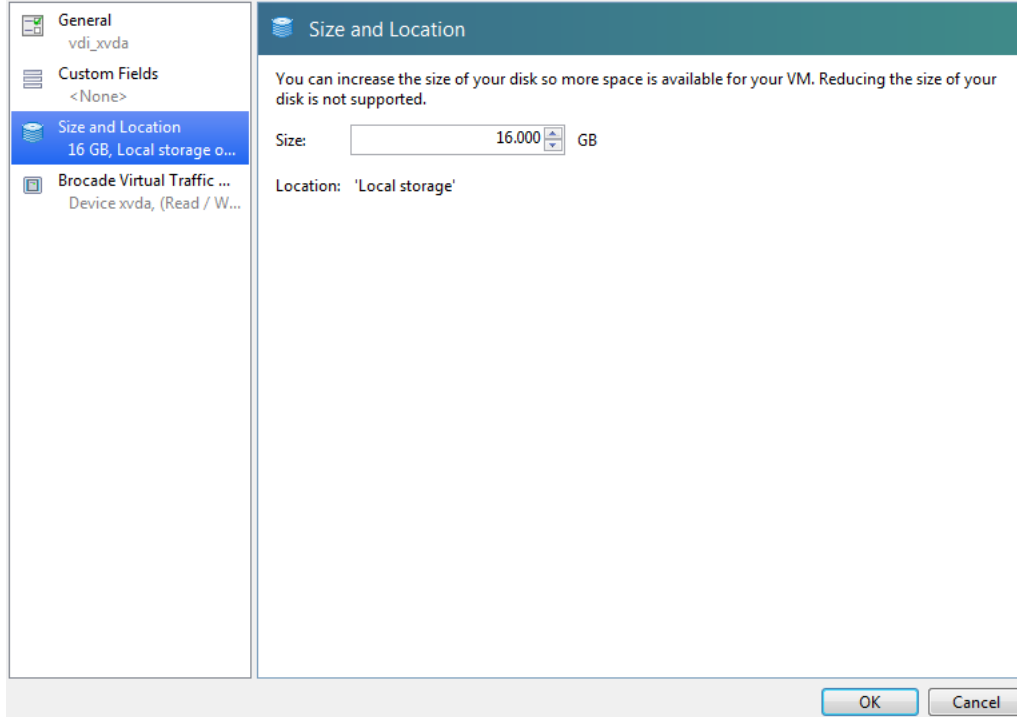 General
vdi_xvda
Custom Fields
<None>
Size and Location
16 GB, Local storage o...
Brocade Virtual Traffic ...
Device xvda, (Read / W...
Size and Location
You can increase the size of your disk so more space is available for your VM. Reducing the size of your
disk is not supported.
Size: 16.000 GB
Location: 'Local storage'
OK Cancel